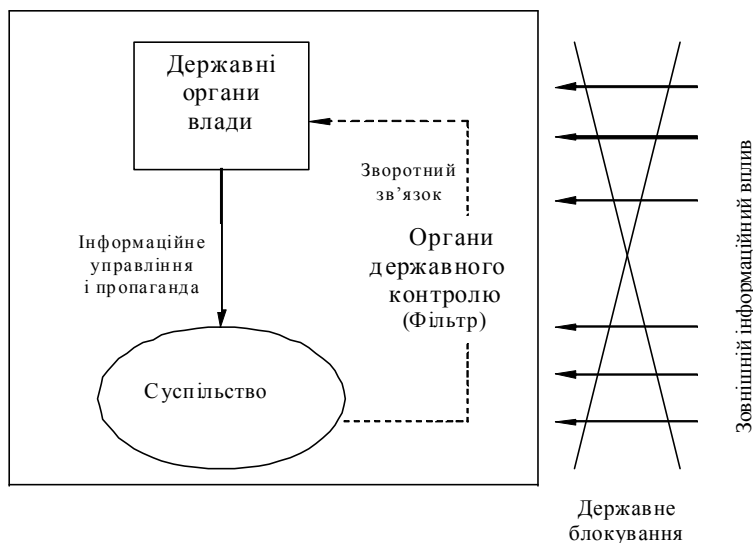 Державні
органи
влади
Зворотний
зв’язок
Інформаційне
управління
і пропаганда
Органи
державного
контролю
(Фільтр)
Суспільство
Зовнішній інформаційний вплив
Державне
блокування